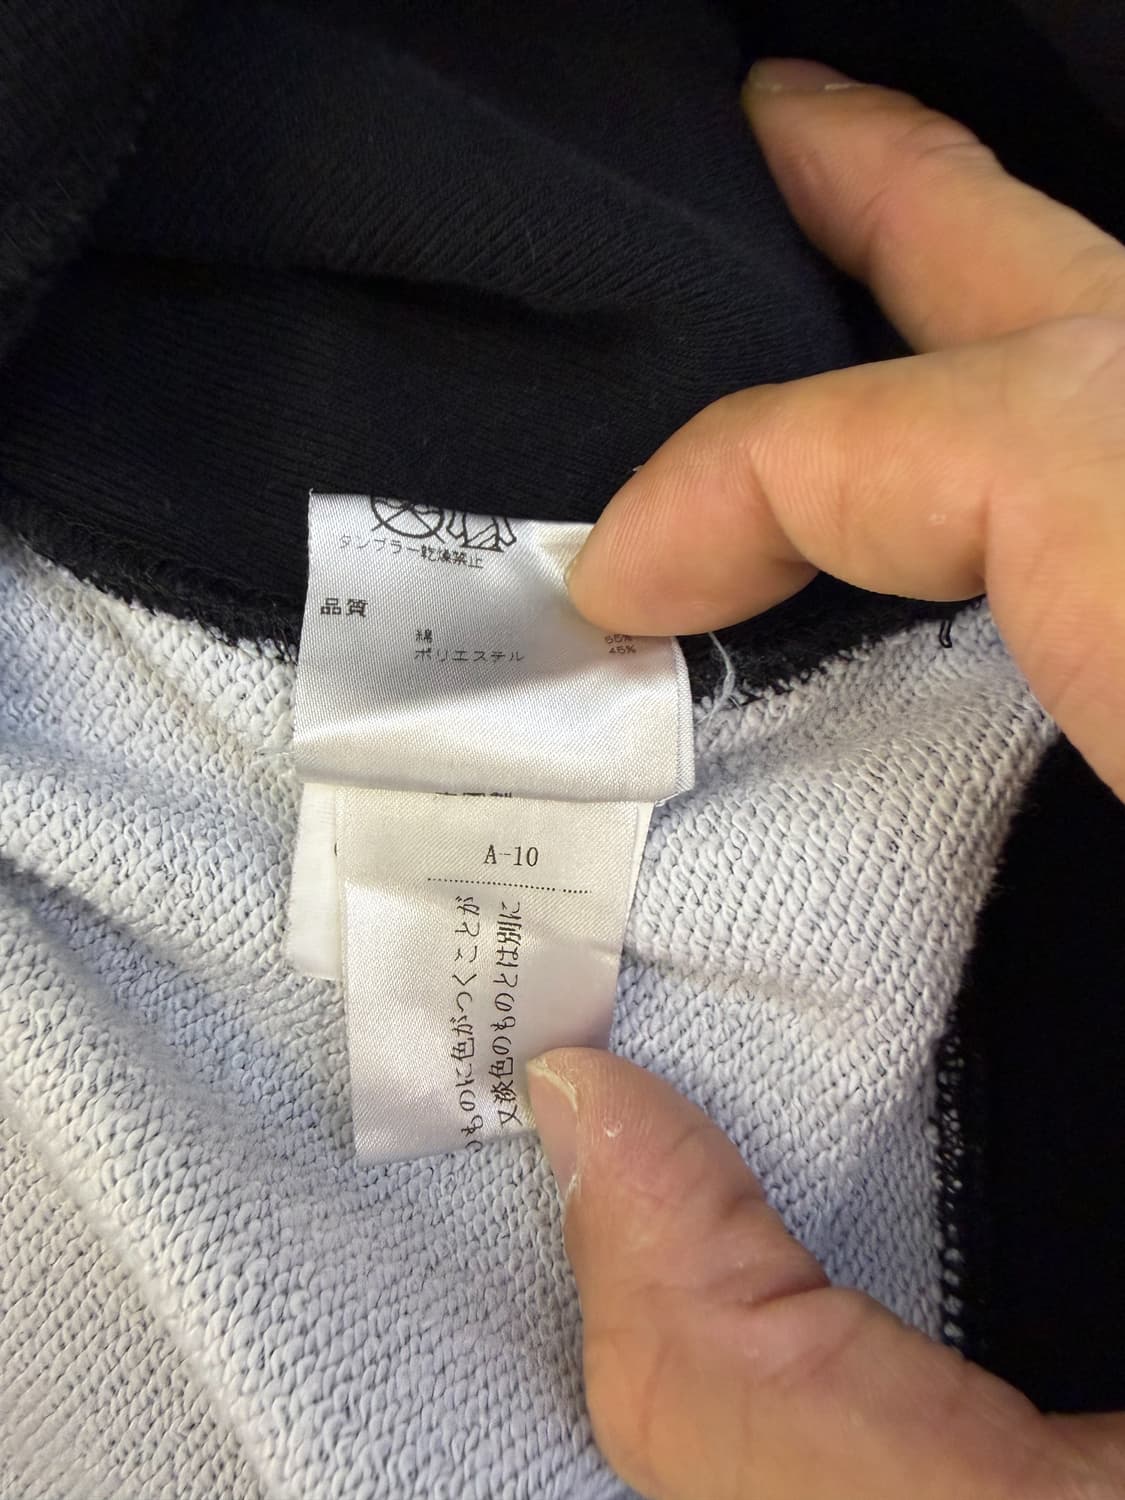 タンブラー乾燥禁止
品質
綿 55%
ポリエステル 45%
A-10
又淡色のものとは別に
ものに色がつくことが